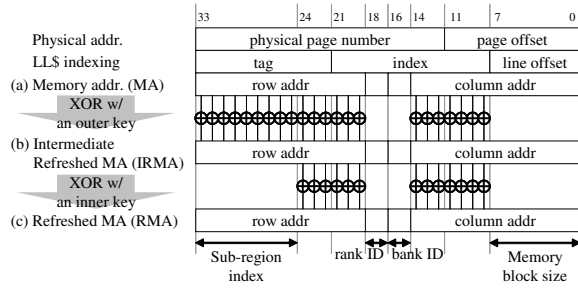 33 24 21 18 16 14 11 7 0
Physical addr. physical page number page offset
LL$ indexing tag index line offset
(a) Memory addr. (MA) row addr column addr
XOR w/
an outer key
(b) Intermediate
Refreshed MA (IRMA) row addr column addr
XOR w/
an inner key
(c) Refreshed MA (RMA) row addr column addr
Sub-region
index
rank ID bank ID
Memory
block size